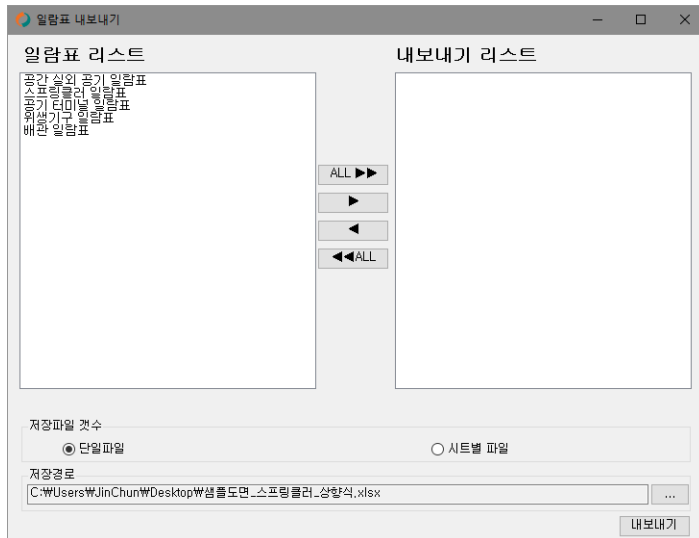 일람표 내보내기
일람표 리스트
내보내기 리스트
공간 실외 공기 일람표
스프링클러 일람표
공기 터미널 일람표
위생기구 일람표
배관 일람표
ALL ▶▶
▶
◀
◀◀ALL
저장파일 갯수
단일파일
시트별 파일
저장경로
C:₩Users₩JinChun₩Desktop₩샘플도면_스프링클러_상향식.xlsx
...
내보내기